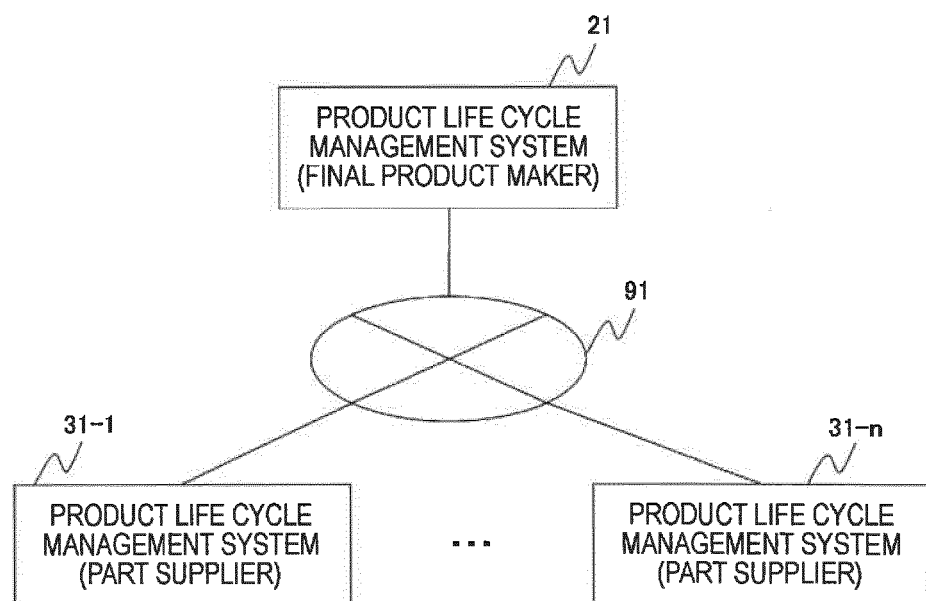 21
PRODUCT LIFE CYCLE
MANAGEMENT SYSTEM
(FINAL PRODUCT MAKER)
91
31-1
PRODUCT LIFE CYCLE
MANAGEMENT SYSTEM
(PART SUPPLIER)
...
31-n
PRODUCT LIFE CYCLE
MANAGEMENT SYSTEM
(PART SUPPLIER)